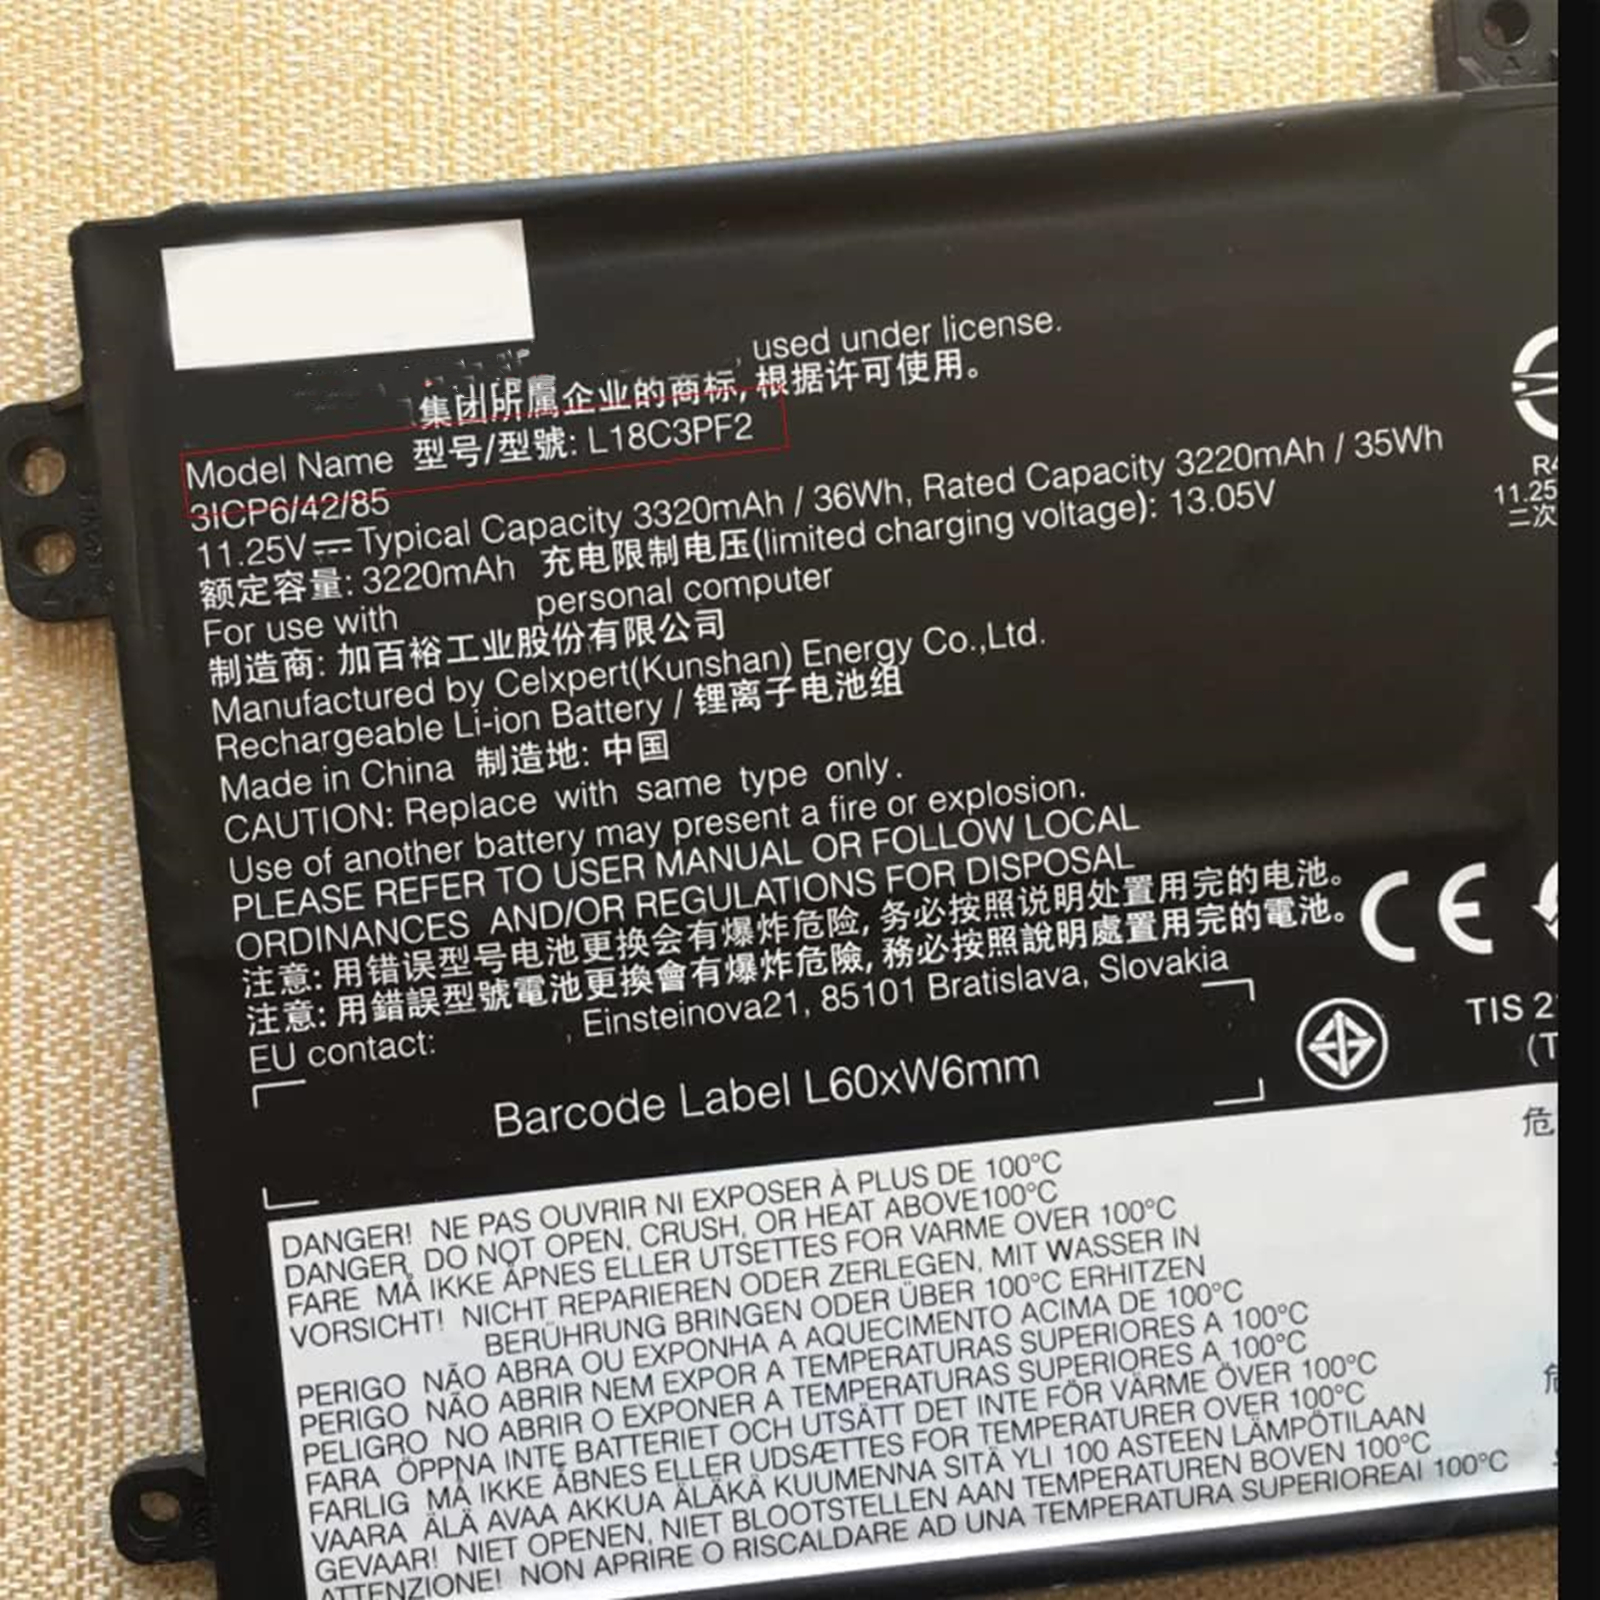 , used under license.
集团所属企业的商标, 根据许可使用。
Model Name 型号/型號: L18C3PF2
3ICP6/42/85
11.25V⎓Typical Capacity 3320mAh / 36Wh, Rated Capacity 3220mAh / 35Wh
额定容量: 3220mAh 充电限制电压(limited charging voltage): 13.05V
For use with personal computer
制造商: 加百裕工业股份有限公司
Manufactured by Celxpert(Kunshan) Energy Co.,Ltd.
Rechargeable Li-ion Battery / 锂离子电池组
Made in China 制造地: 中国
CAUTION: Replace with same type only.
Use of another battery may present a fire or explosion.
PLEASE REFER TO USER MANUAL OR FOLLOW LOCAL
ORDINANCES AND/OR REGULATIONS FOR DISPOSAL
注意: 用错误型号电池更换会有爆炸危险, 务必按照说明处置用完的电池。
注意: 用錯誤型號電池更換會有爆炸危險, 務必按照說明處置用完的電池。
EU contact: , Einsteinova21, 85101 Bratislava, Slovakia
Barcode Label L60xW6mm
CE
11.25
二次
TIS 2
(T
危
DANGER! NE PAS OUVRIR NI EXPOSER À PLUS DE 100°C
DANGER DO NOT OPEN, CRUSH, OR HEAT ABOVE100°C
FARE MÅ IKKE ÅPNES ELLER UTSETTES FOR VARME OVER 100°C
VORSICHT! NICHT REPARIEREN ODER ZERLEGEN, MIT WASSER IN
BERÜHRUNG BRINGEN ODER ÜBER 100°C ERHITZEN
PERIGO NÃO ABRA OU EXPONHA A AQUECIMENTO ACIMA DE 100°C
PERIGO NÃO ABRIR NEM EXPOR A TEMPERATURAS SUPERIORES A 100°C
PELIGRO NO ABRIR O EXPONER A TEMPERATURAS SUPERIORES A 100°C
FARA ÖPPNA INTE BATTERIET OCH UTSÄTT DET INTE FÖR VÄRME ÖVER 100°C
FARLIG MÅ IKKE ÅBNES ELLER UDSÆTTES FOR TEMPERATURER OVER 100°C
VAARA ÄLÄ AVAA AKKUA ÄLÄKÄ KUUMENNA SITÄ YLI 100 ASTEEN LÄMPÖTILAAN
GEVAAR! NIET OPENEN, NIET BLOOTSTELLEN AAN TEMPERATUREN BOVEN 100°C
ATTENZIONE! NON APRIRE O RISCALDARE AD UNA TEMPERATURA SUPERIOREAI 100°C